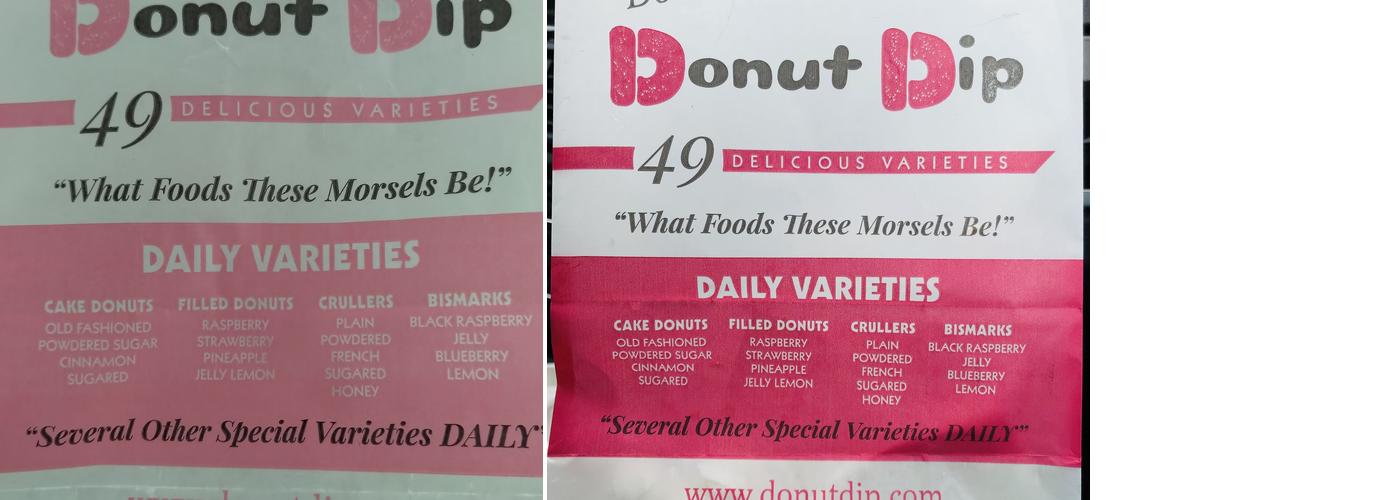 Donut Dip
49 DELICIOUS VARIETIES
“What Foods These Morsels Be!”
DAILY VARIETIES
CAKE DONUTS
OLD FASHIONED
POWDERED SUGAR
CINNAMON
SUGARED
FILLED DONUTS
RASPBERRY
STRAWBERRY
PINEAPPLE
JELLY LEMON
CRULLERS
PLAIN
POWDERED
FRENCH
SUGARED
HONEY
BISMARKS
BLACK RASPBERRY
JELLY
BLUEBERRY
LEMON
“Several Other Special Varieties DAILY”
Donut Dip
49 DELICIOUS VARIETIES
“What Foods These Morsels Be!”
DAILY VARIETIES
CAKE DONUTS
OLD FASHIONED
POWDERED SUGAR
CINNAMON
SUGARED
FILLED DONUTS
RASPBERRY
STRAWBERRY
PINEAPPLE
JELLY LEMON
CRULLERS
PLAIN
POWDERED
FRENCH
SUGARED
HONEY
BISMARKS
BLACK RASPBERRY
JELLY
BLUEBERRY
LEMON
“Several Other Special Varieties DAILY”
www.donutdip.com